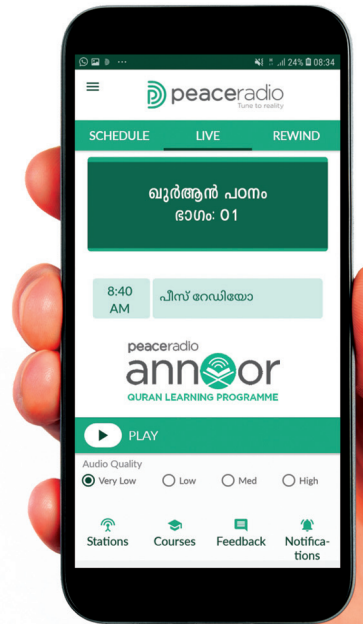 24% 08:34
peaceradio
Tune to reality
SCHEDULE LIVE REWIND
ഖുർആൻ പഠനം
ഭാഗം: 01
8:40 AM
പീസ് റേഡിയോ
peaceradio
annoor
QURAN LEARNING PROGRAMME
PLAY
Audio Quality
Very Low Low Med High
Stations Courses Feedback Notifica-
tions